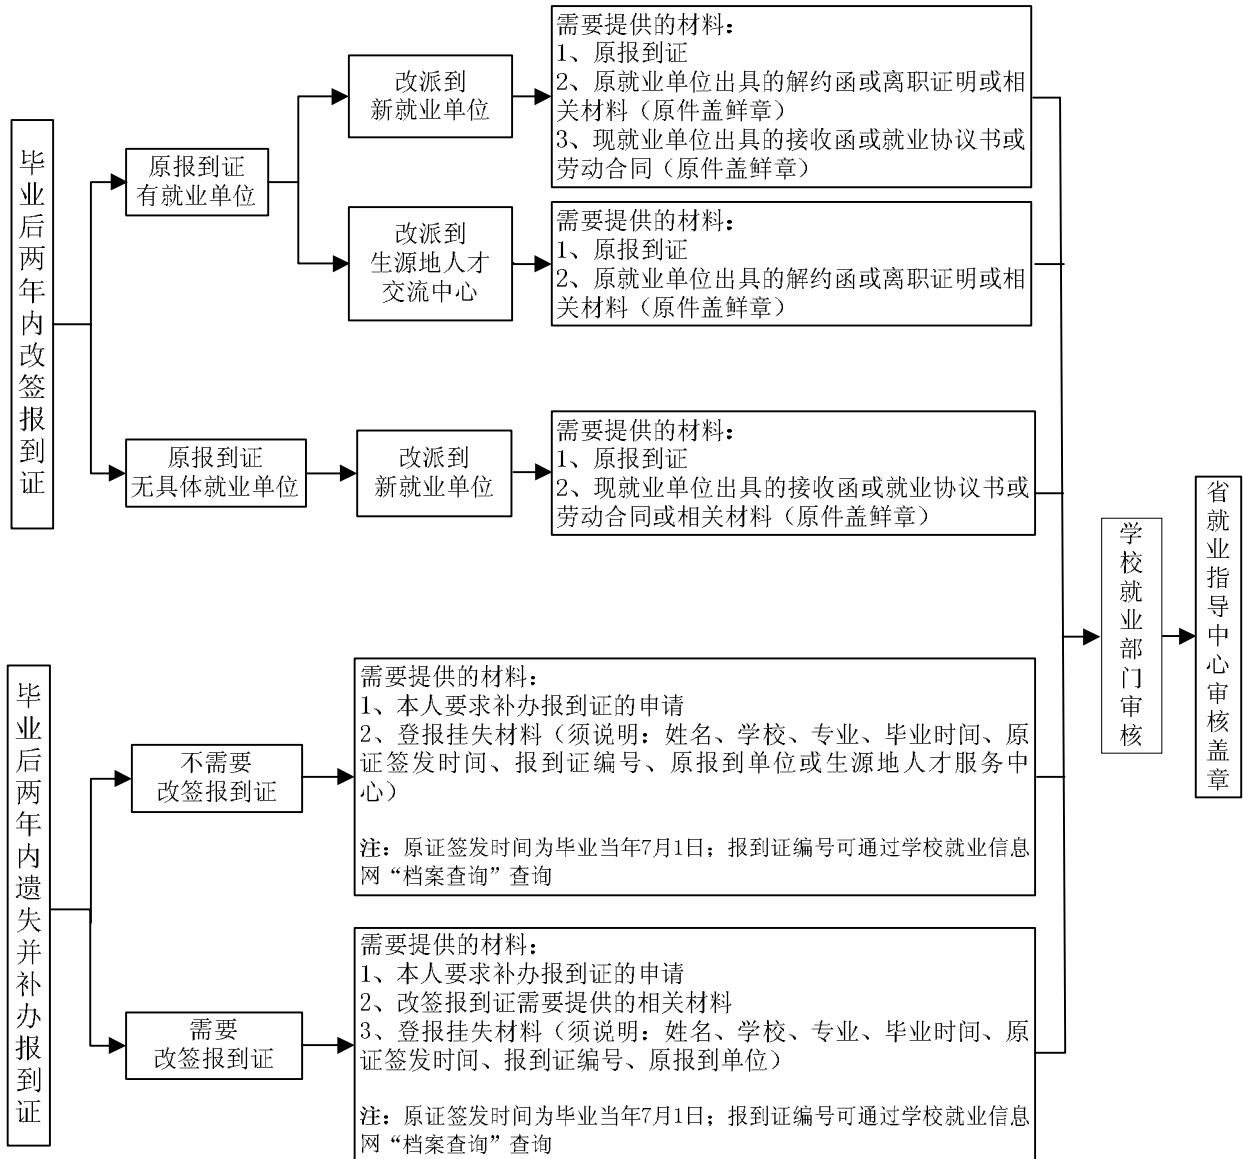 毕业后两年内改签报到证
原报到证
有就业单位
改派到
新就业单位
需要提供的材料：
1、原报到证
2、原就业单位出具的解约函或离职证明或相
关材料（原件盖鲜章）
3、现就业单位出具的接收函或就业协议书或
劳动合同（原件盖鲜章）
改派到
生源地人才
交流中心
需要提供的材料：
1、原报到证
2、原就业单位出具的解约函或离职证明或相
关材料（原件盖鲜章）
原报到证
无具体就业单位
改派到
新就业单位
需要提供的材料：
1、原报到证
2、现就业单位出具的接收函或就业协议书或
劳动合同或相关材料（原件盖鲜章）
毕业后两年内遗失并补办报到证
不需要
改签报到证
需要提供的材料：
1、本人要求补办报到证的申请
2、登报挂失材料（须说明：姓名、学校、专业、毕业时间、原
证签发时间、报到证编号、原报到单位或生源地人才服务中
心）
注：原证签发时间为毕业当年7月1日；报到证编号可通过学校就业信息
网“档案查询”查询
需要
改签报到证
需要提供的材料：
1、本人要求补办报到证的申请
2、改签报到证需要提供的相关材料
3、登报挂失材料（须说明：姓名、学校、专业、毕业时间、原
证签发时间、报到证编号、原报到单位）
注：原证签发时间为毕业当年7月1日；报到证编号可通过学校就业信息
网“档案查询”查询
学校就业部门审核
省就业指导中心审核盖章